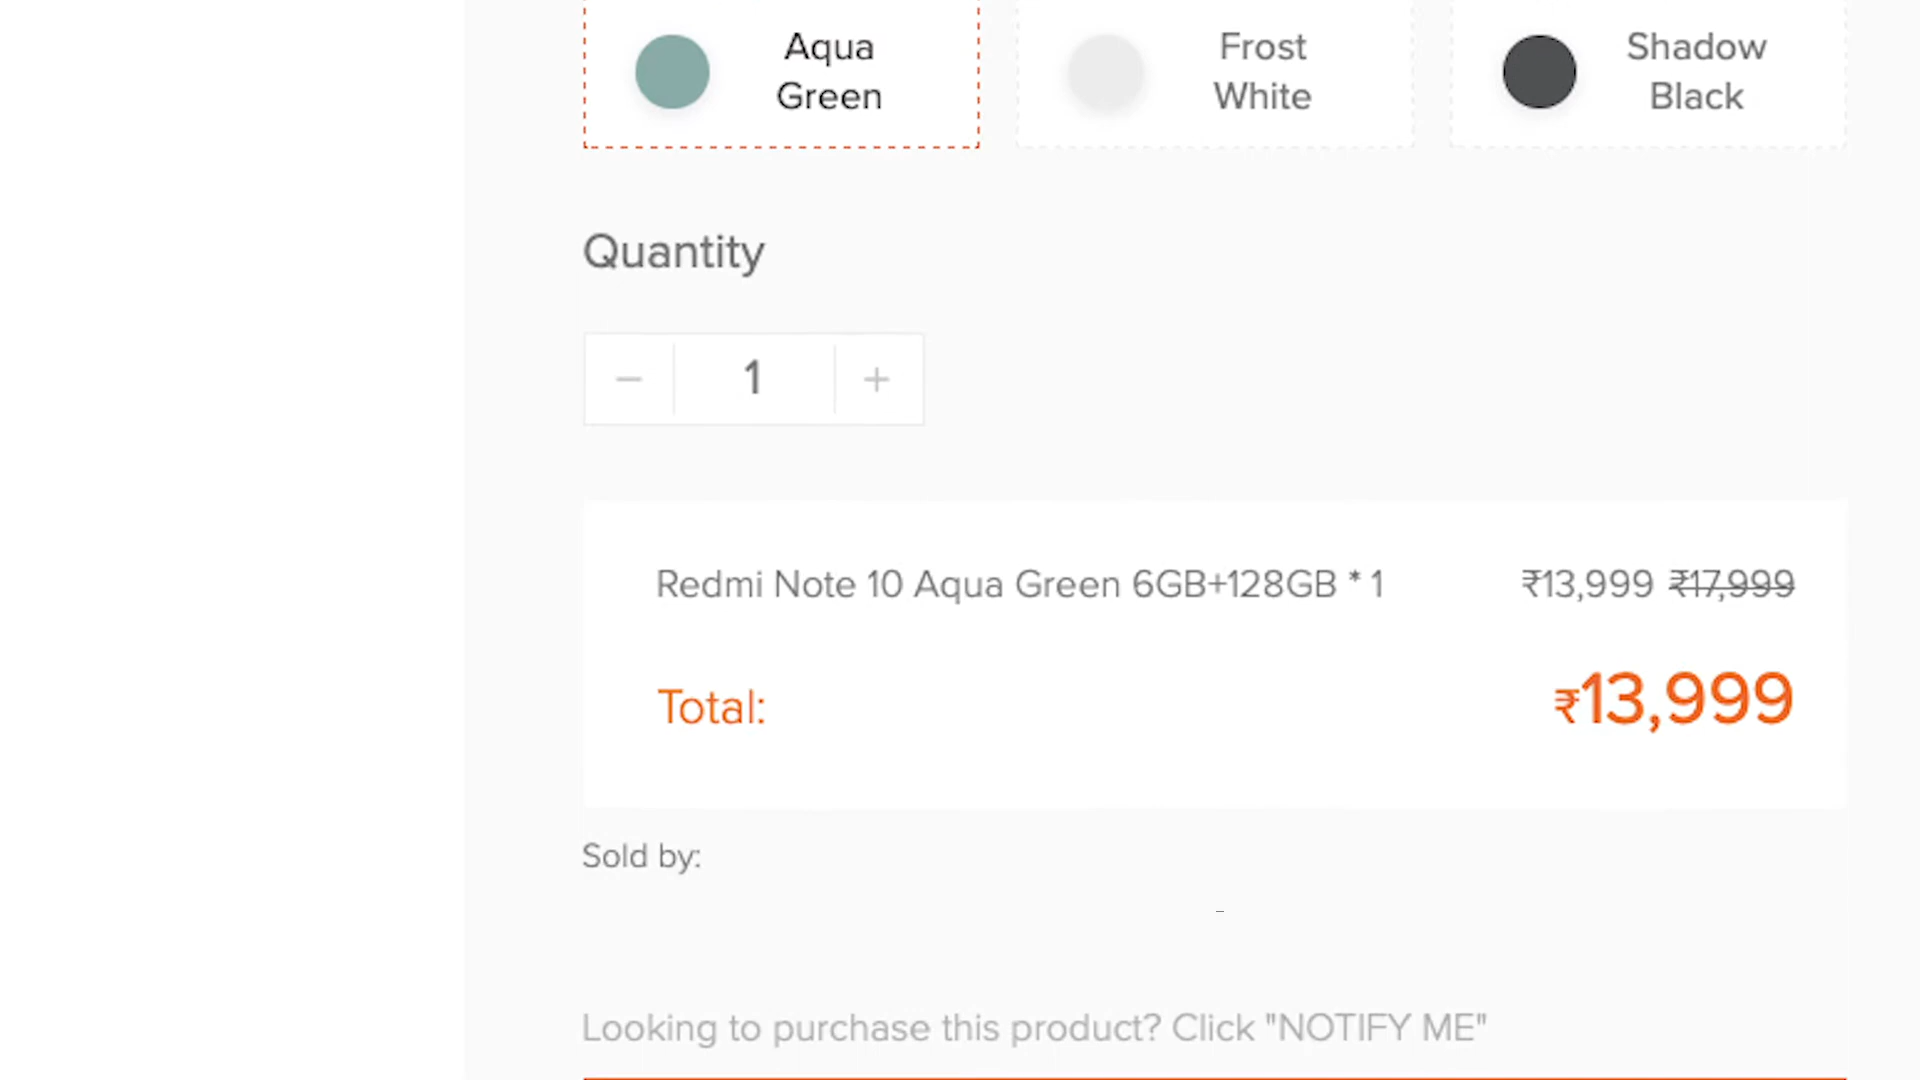 Aqua Green
Frost White
Shadow Black
Quantity
− 1 +
Redmi Note 10 Aqua Green 6GB+128GB * 1 ₹13,999 ₹17,999
Total: ₹13,999
Sold by:
Looking to purchase this product? Click "NOTIFY ME"